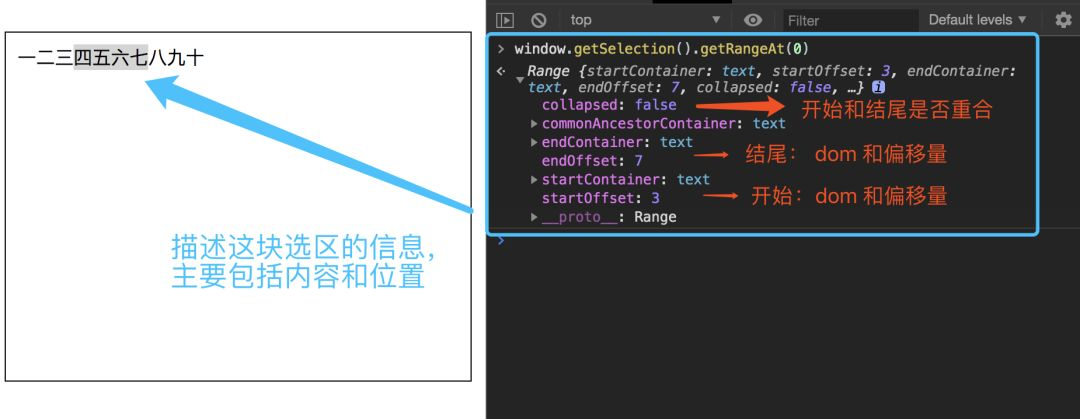 top
Filter
Default levels
一二三四五六七八九十
描述这块选区的信息,
主要包括内容和位置
window.getSelection().getRangeAt(0)
Range {startContainer: text, startOffset: 3, endContainer:
text, endOffset: 7, collapsed: false, …}
collapsed: false
开始和结尾是否重合
commonAncestorContainer: text
endContainer: text
endOffset: 7
结尾： dom 和偏移量
startContainer: text
startOffset: 3
开始：dom 和偏移量
__proto__: Range